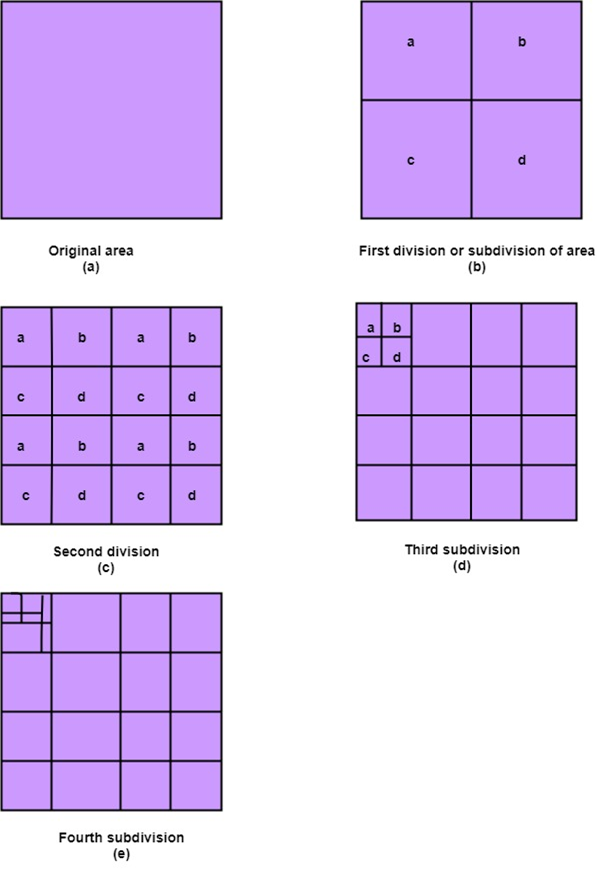 a b
c d
Original area
(a)
First division or subdivision of area
(b)
a b a b
c d c d
a b a b
c d c d
a b
c d
Second division
(c)
Third subdivision
(d)
Fourth subdivision
(e)